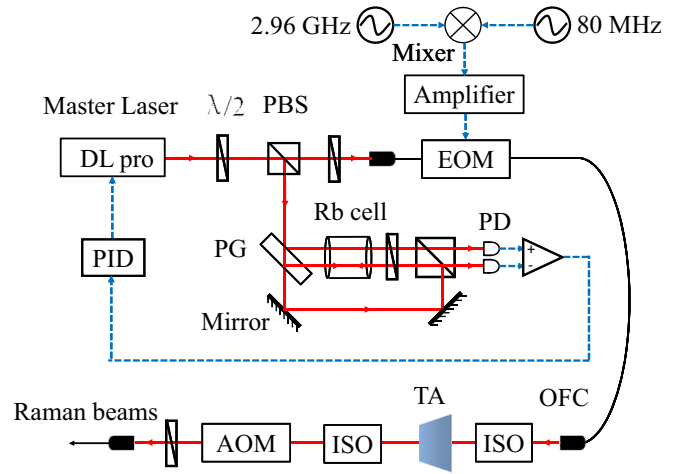 2.96 GHz
80 MHz
Mixer
Master Laser
λ/2
PBS
Amplifier
DL pro
EOM
Rb cell
PD
PG
+
-
PID
Mirror
TA
OFC
Raman beams
AOM
ISO
ISO